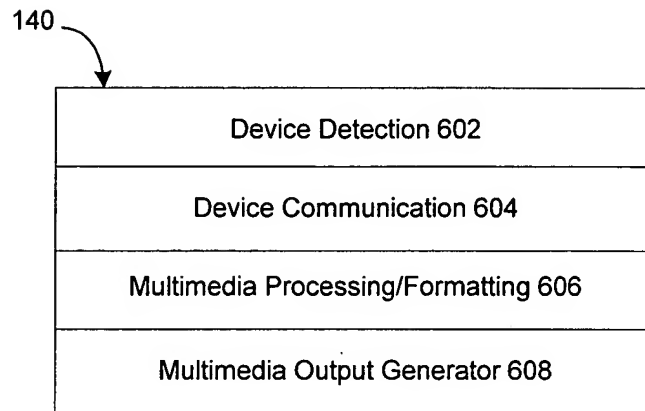 140
Device Detection 602
Device Communication 604
Multimedia Processing/Formatting 606
Multimedia Output Generator 608